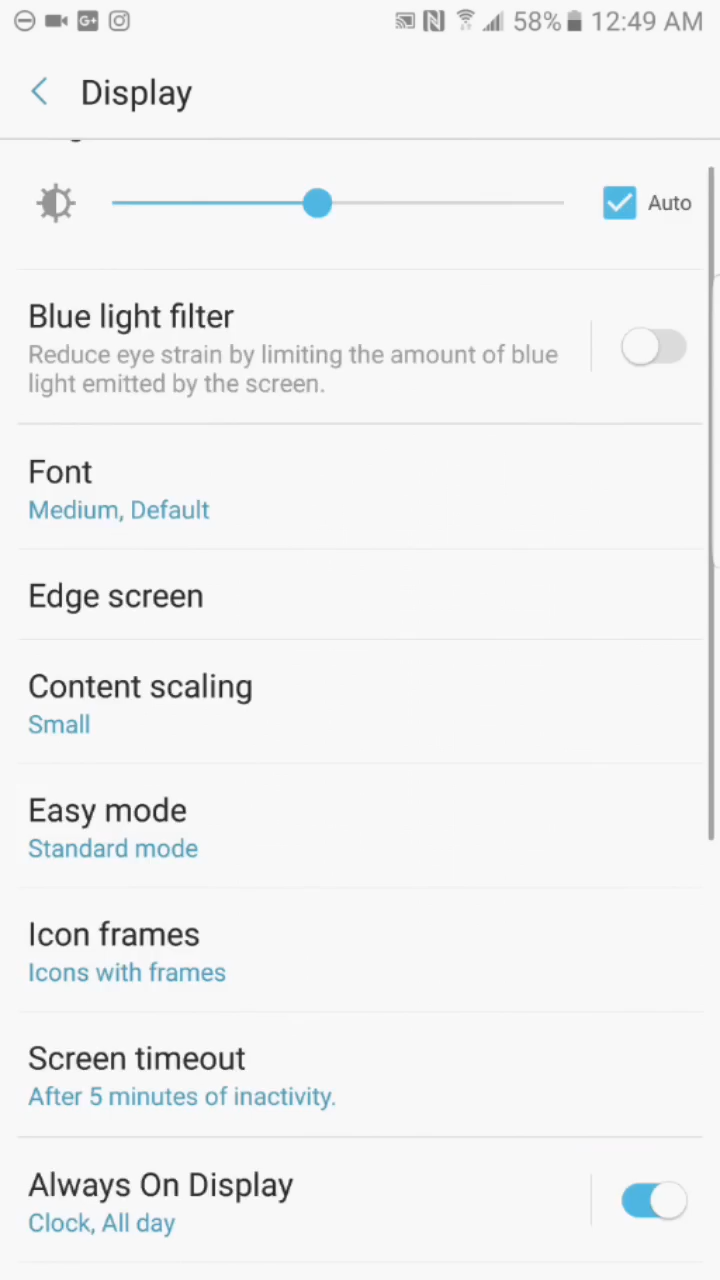 58% 12:49 AM
Display
Auto
Blue light filter
Reduce eye strain by limiting the amount of blue
light emitted by the screen.
Font
Medium, Default
Edge screen
Content scaling
Small
Easy mode
Standard mode
Icon frames
Icons with frames
Screen timeout
After 5 minutes of inactivity.
Always On Display
Clock, All day